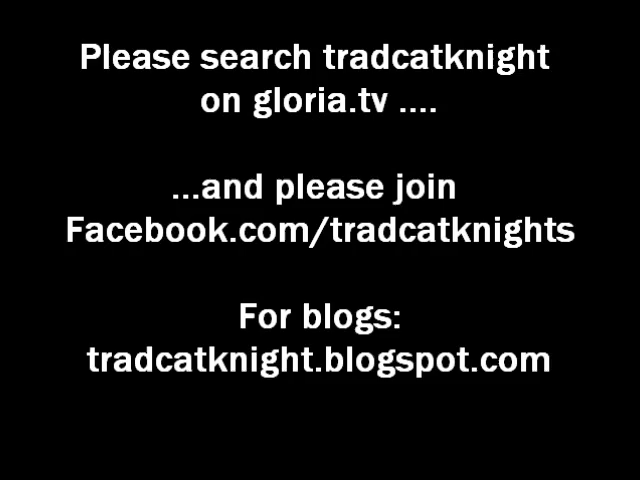 Please search tradcatknight
on gloria.tv ....
...and please join
Facebook.com/tradcatknights
For blogs:
tradcatknight.blogspot.com